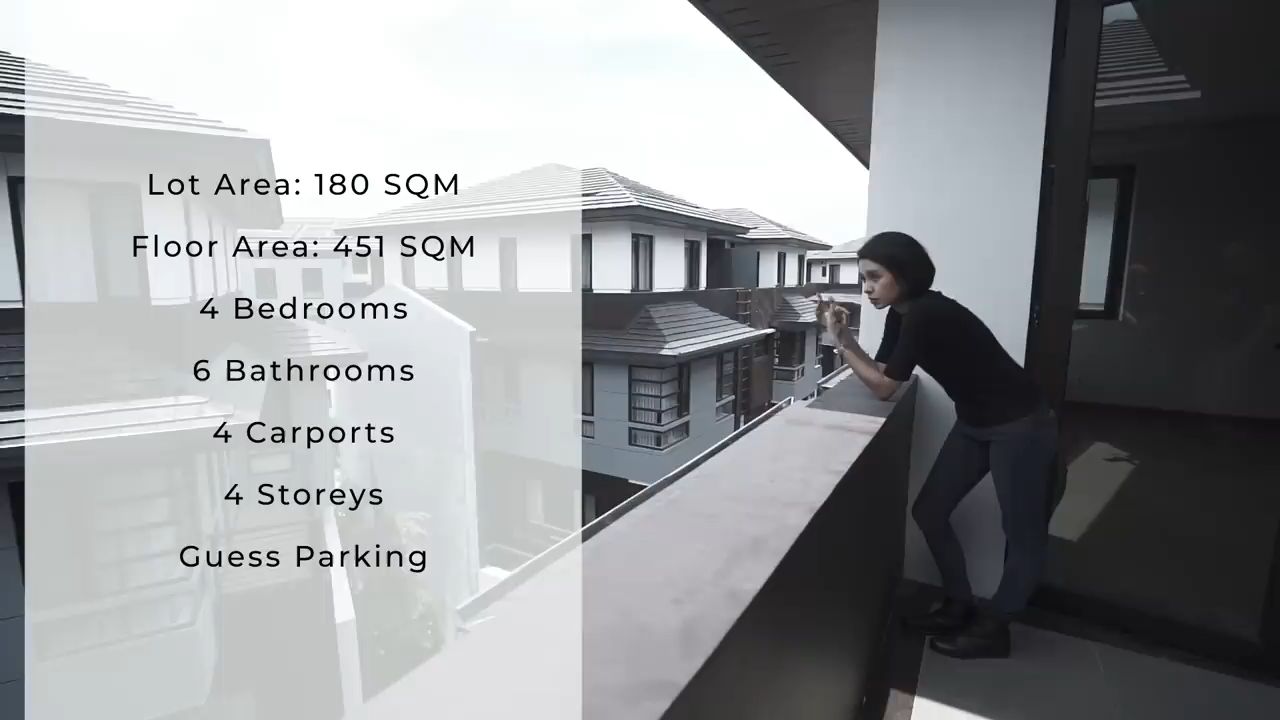 Lot Area: 180 SQM
Floor Area: 451 SQM
4 Bedrooms
6 Bathrooms
4 Carports
4 Storeys
Guess Parking